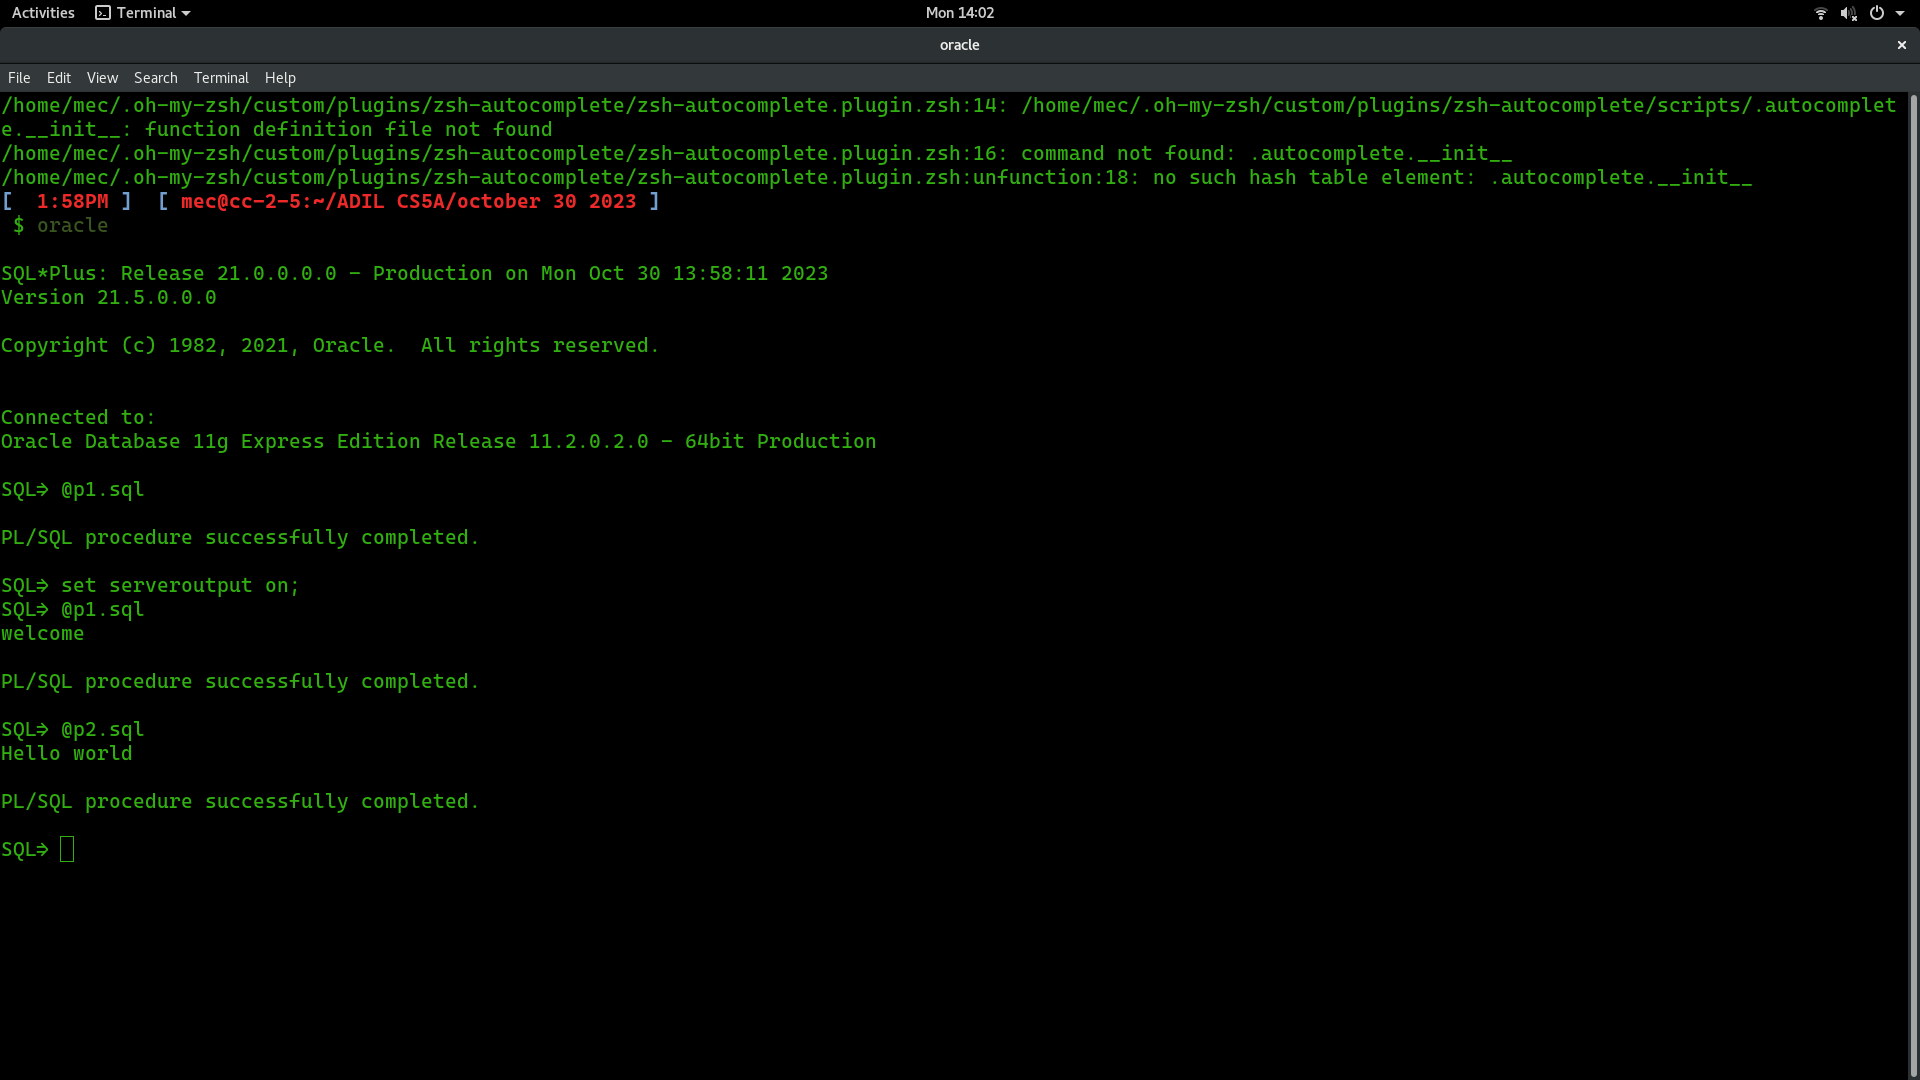 Activities Terminal Mon 14:02
oracle
File Edit View Search Terminal Help
/home/mec/.oh-my-zsh/custom/plugins/zsh-autocomplete/zsh-autocomplete.plugin.zsh:14: /home/mec/.oh-my-zsh/custom/plugins/zsh-autocomplete/scripts/.autocomplet
e.__init__: function definition file not found
/home/mec/.oh-my-zsh/custom/plugins/zsh-autocomplete/zsh-autocomplete.plugin.zsh:16: command not found: .autocomplete.__init__
/home/mec/.oh-my-zsh/custom/plugins/zsh-autocomplete/zsh-autocomplete.plugin.zsh:unfunction:18: no such hash table element: .autocomplete.__init__
[  1:58PM ]  [ mec@cc-2-5:~/ADIL CS5A/october 30 2023 ]
$ oracle
SQL*Plus: Release 21.0.0.0.0 - Production on Mon Oct 30 13:58:11 2023
Version 21.5.0.0.0
Copyright (c) 1982, 2021, Oracle.  All rights reserved.
Connected to:
Oracle Database 11g Express Edition Release 11.2.0.2.0 - 64bit Production
SQL> @p1.sql
PL/SQL procedure successfully completed.
SQL> set serveroutput on;
SQL> @p1.sql
welcome
PL/SQL procedure successfully completed.
SQL> @p2.sql
Hello world
PL/SQL procedure successfully completed.
SQL>